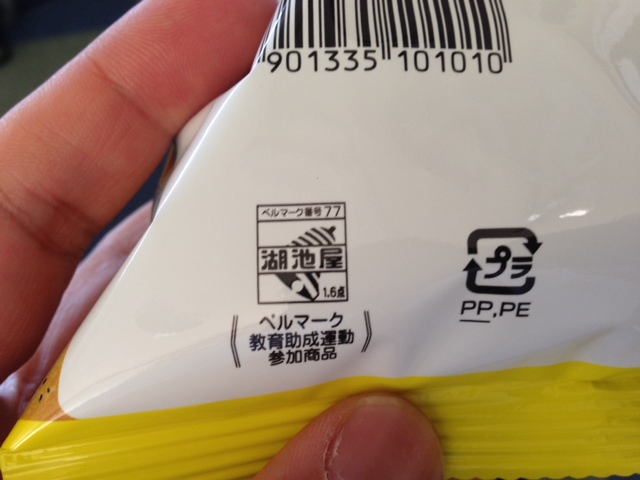 901335 101010
ベルマーク番号77
湖池屋
1.6点
ベルマーク
教育助成運動
参加商品
プラ
PP,PE